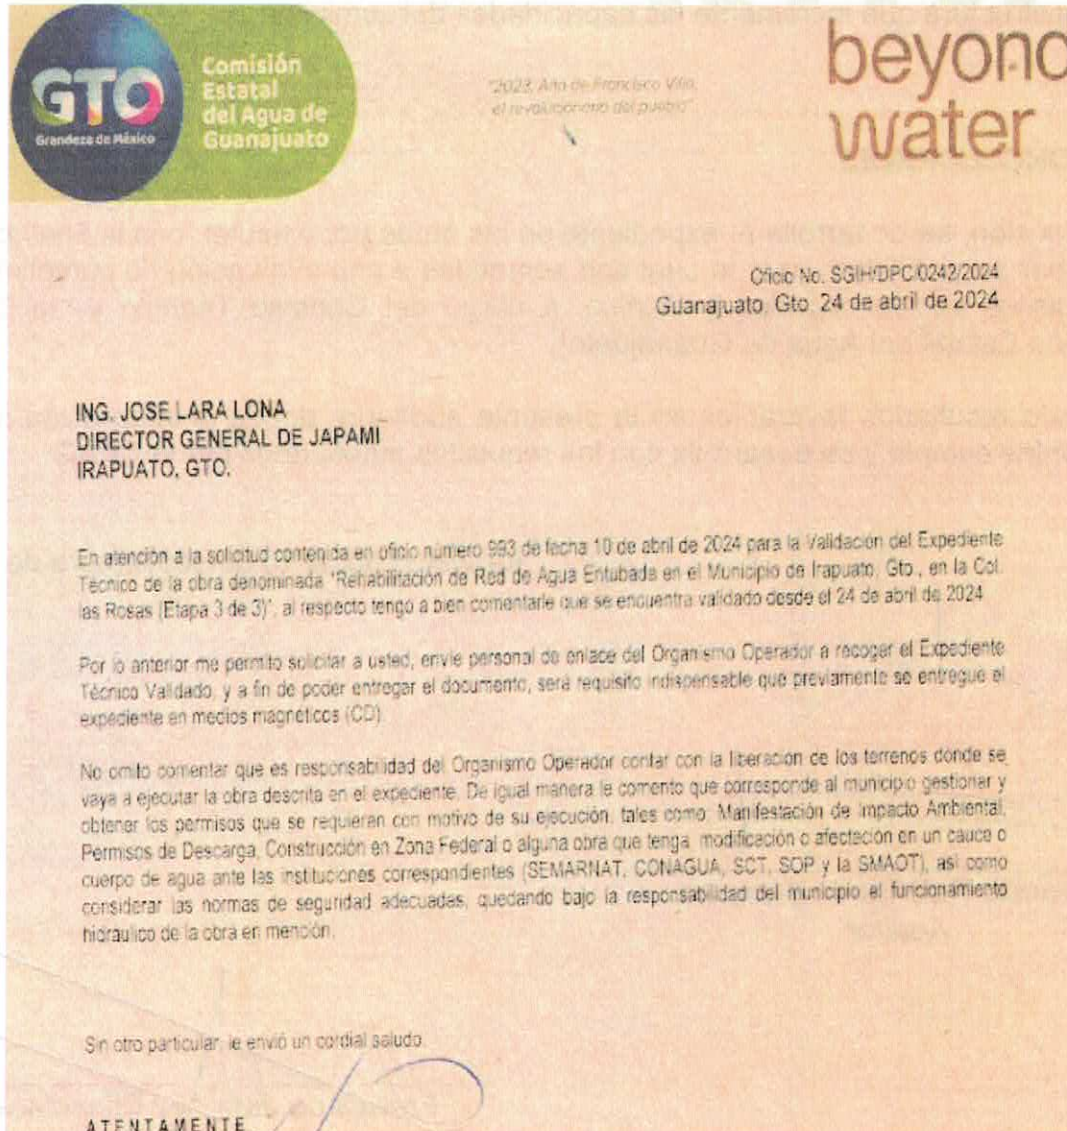 GTO
Grandeza de México
Comisión
Estatal
del Agua de
Guanajuato
"2023, Año de Francisco Villa,
el revolucionario del pueblo"
beyond
water
Oficio No. SGIH/DPC/0242/2024
Guanajuato, Gto. 24 de abril de 2024
ING. JOSE LARA LONA
DIRECTOR GENERAL DE JAPAMI
IRAPUATO, GTO.
En atención a la solicitud contenida en oficio número 993 de fecha 10 de abril de 2024 para la Validación del Expediente
Técnico de la obra denominada "Rehabilitación de Red de Agua Entubada en el Municipio de Irapuato, Gto., en la Col.
las Rosas (Etapa 3 de 3)", al respecto tengo a bien comentarle que se encuentra validado desde el 24 de abril de 2024
Por lo anterior me permito solicitar a usted, envíe personal de enlace del Organismo Operador a recoger el Expediente
Técnico Validado, y a fin de poder entregar el documento, será requisito indispensable que previamente se entregue el
expediente en medios magnéticos (CD)
No omito comentar que es responsabilidad del Organismo Operador contar con la liberación de los terrenos donde se
vaya a ejecutar la obra descrita en el expediente. De igual manera le comento que corresponde al municipio gestionar y
obtener los permisos que se requieran con motivo de su ejecución, tales como: Manifestación de Impacto Ambiental,
Permisos de Descarga, Construcción en Zona Federal o alguna obra que tenga modificación o afectación en un cauce o
cuerpo de agua ante las instituciones correspondientes (SEMARNAT, CONAGUA, SCT, SOP y la SMAOT), así como
considerar las normas de seguridad adecuadas, quedando bajo la responsabilidad del municipio el funcionamiento
hidráulico de la obra en mención.
Sin otro particular, le envió un cordial saludo.
ATENTAMENTE